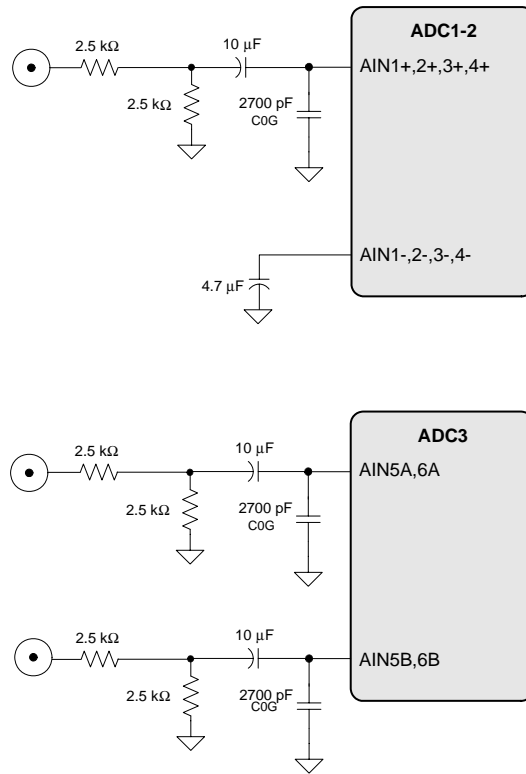 ADC1-2
2.5 kΩ
10 µF
AIN1+,2+,3+,4+
2.5 kΩ
2700 pF
C0G
AIN1-,2-,3-,4-
4.7 µF
ADC3
2.5 kΩ
10 µF
AIN5A,6A
2.5 kΩ
2700 pF
C0G
2.5 kΩ
10 µF
AIN5B,6B
2.5 kΩ
2700 pF
C0G